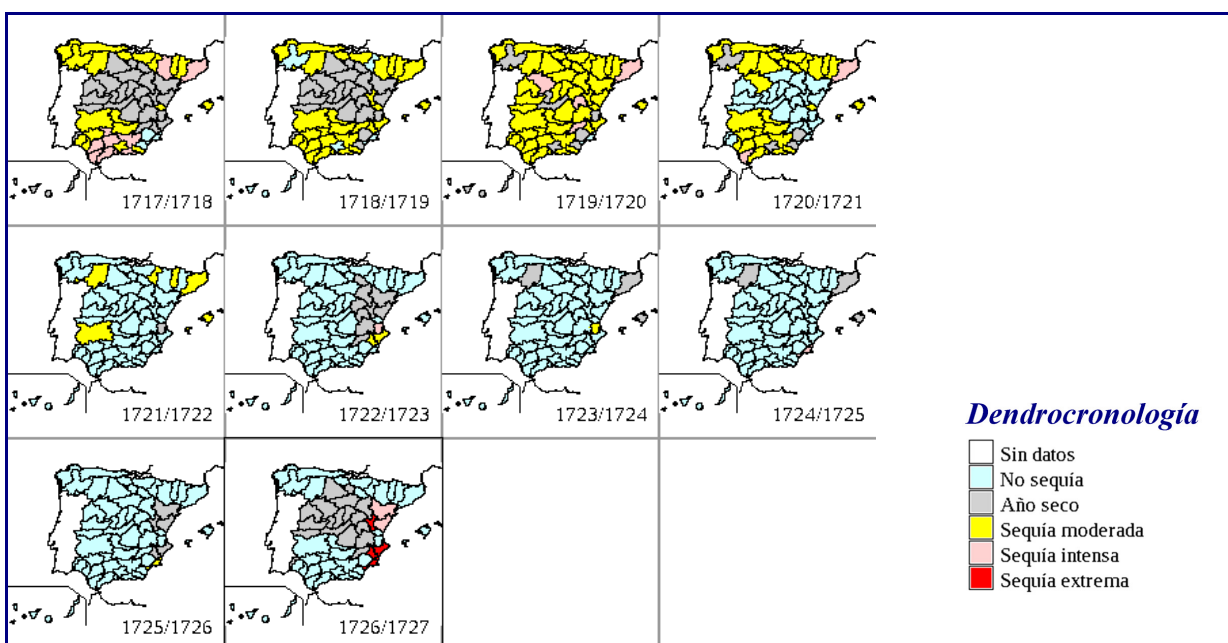 1717/1718
1718/1719
1719/1720
1720/1721
1721/1722
1722/1723
1723/1724
1724/1725
1725/1726
1726/1727
Dendrocronología
Sin datos
No sequía
Año seco
Sequía moderada
Sequía intensa
Sequía extrema